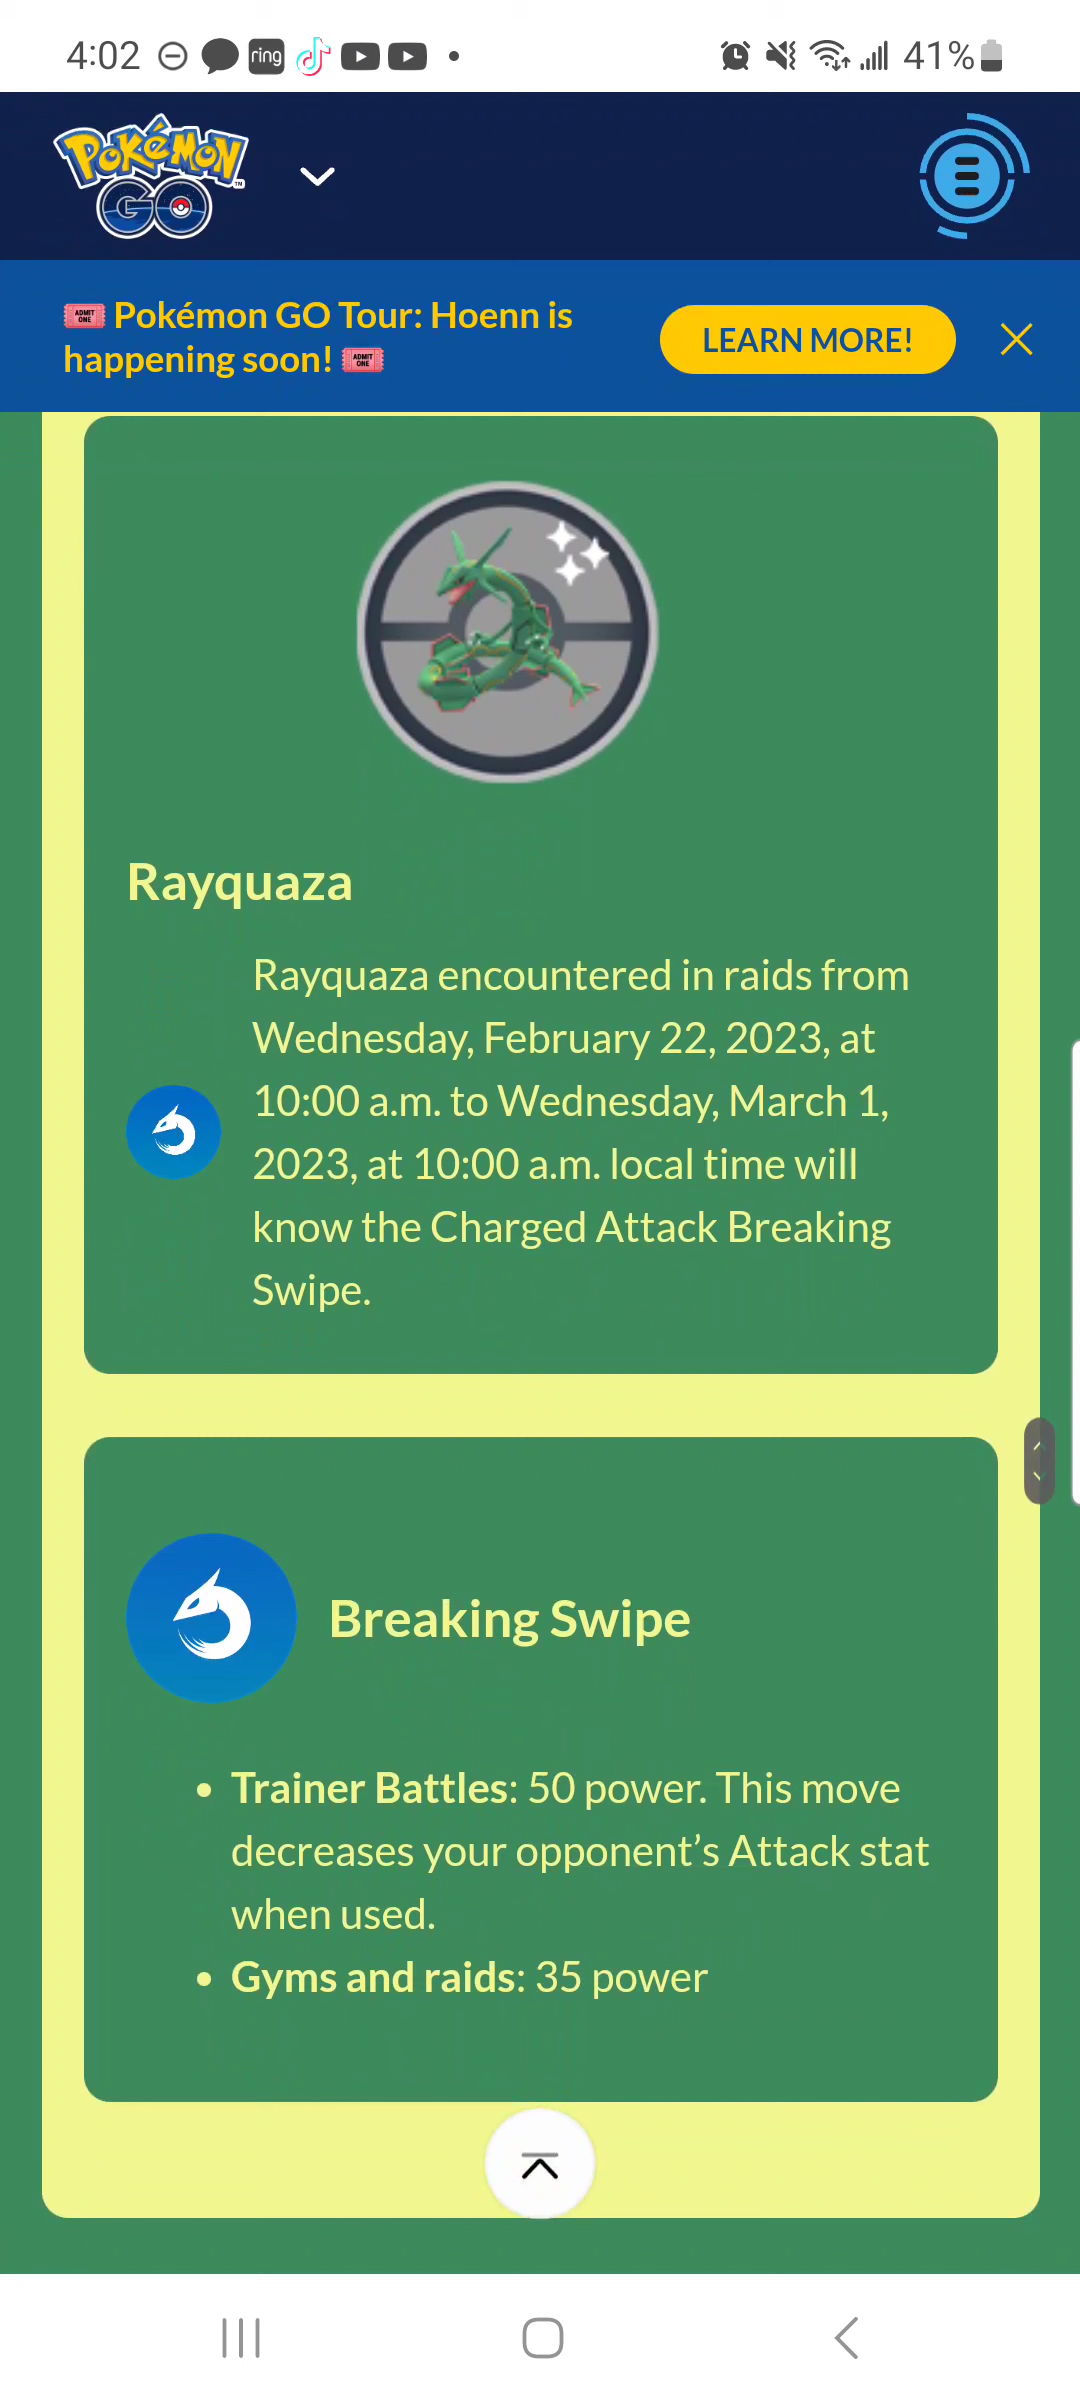 4:02
ring
41%
POKéMON
GO
Pokémon GO Tour: Hoenn is
happening soon!
LEARN MORE!
Rayquaza
Rayquaza encountered in raids from
Wednesday, February 22, 2023, at
10:00 a.m. to Wednesday, March 1,
2023, at 10:00 a.m. local time will
know the Charged Attack Breaking
Swipe.
Breaking Swipe
• Trainer Battles: 50 power. This move
decreases your opponent’s Attack stat
when used.
• Gyms and raids: 35 power